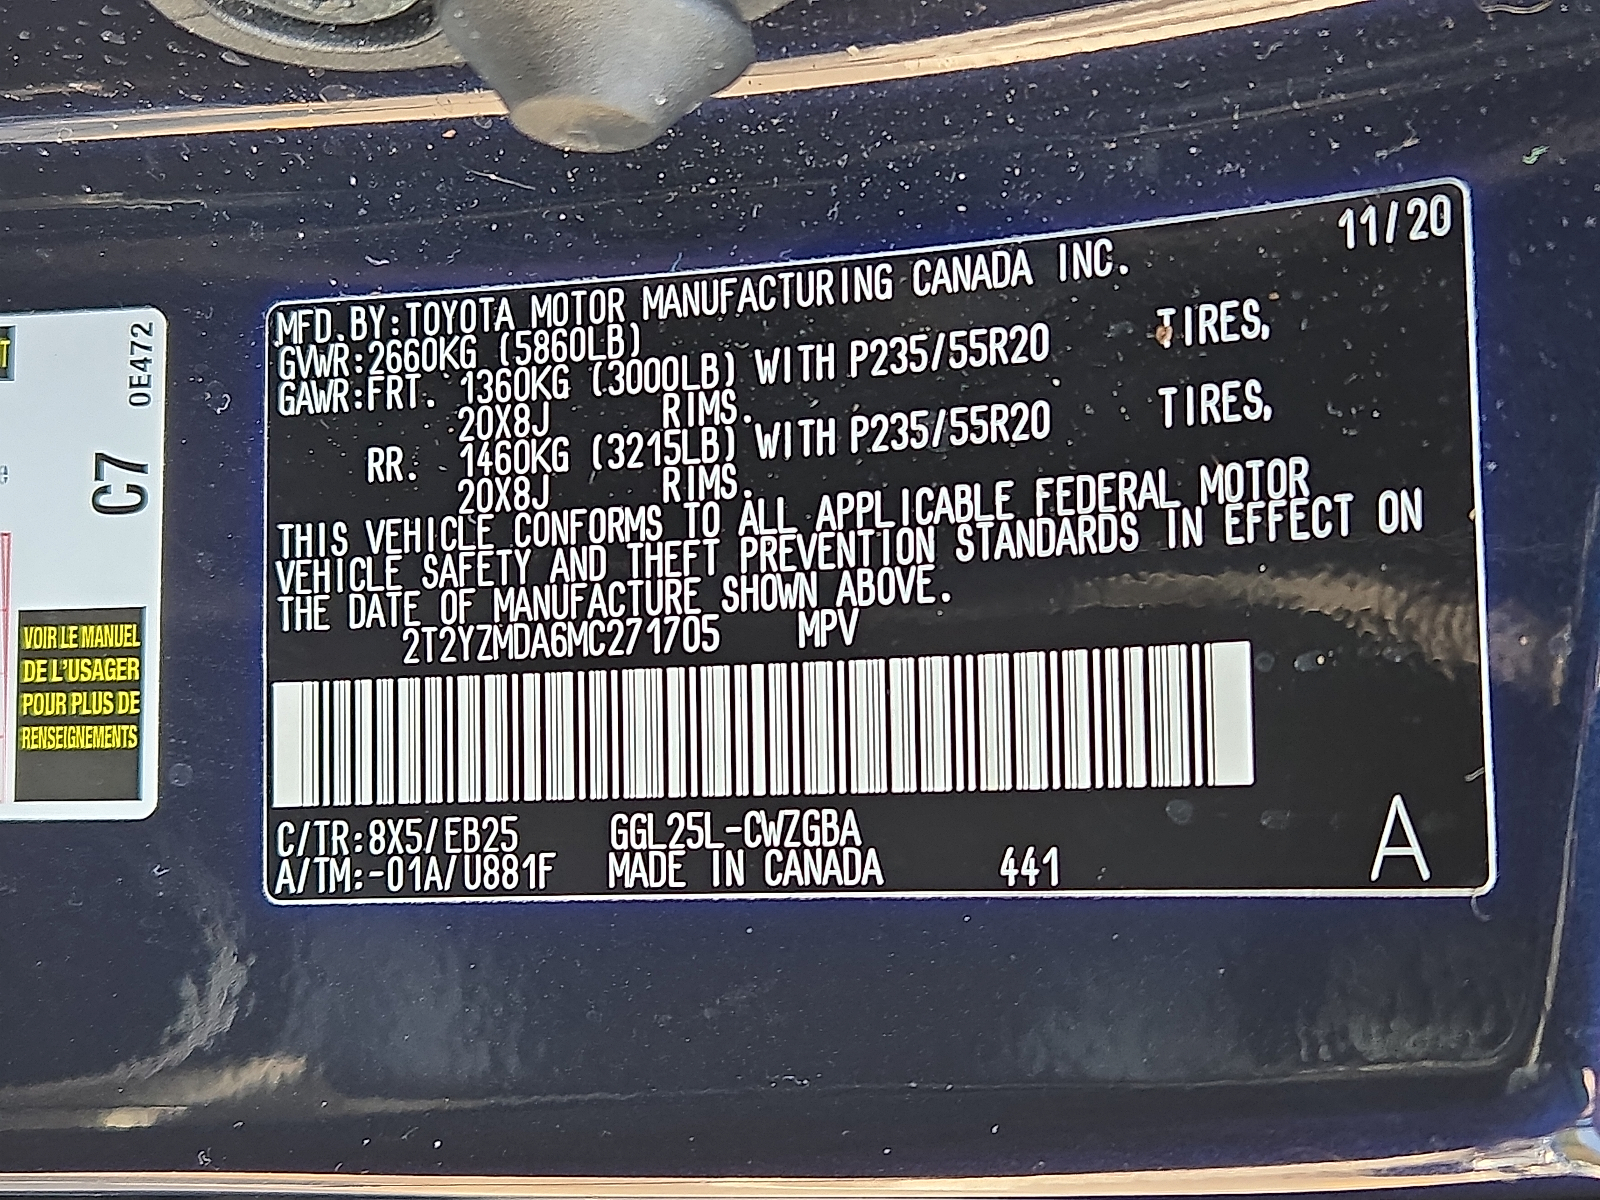 11/20
MFD.BY:TOYOTA MOTOR MANUFACTURING CANADA INC.
GVWR:2660KG (5860LB)
GAWR:FRT. 1360KG (3000LB) WITH P235/55R20 TIRES,
20X8J RIMS.
RR. 1460KG (3215LB) WITH P235/55R20 TIRES,
20X8J RIMS.
THIS VEHICLE CONFORMS TO ALL APPLICABLE FEDERAL MOTOR
VEHICLE SAFETY AND THEFT PREVENTION STANDARDS IN EFFECT ON
THE DATE OF MANUFACTURE SHOWN ABOVE.
2T2YZMDA6MC271705 MPV
C/TR:8X5/EB25 GGL25L-CWZGBA
A/TM:-01A/U881F MADE IN CANADA 441 A
0E472
C7
VOIR LE MANUEL
DE L'USAGER
POUR PLUS DE
RENSEIGNEMENTS